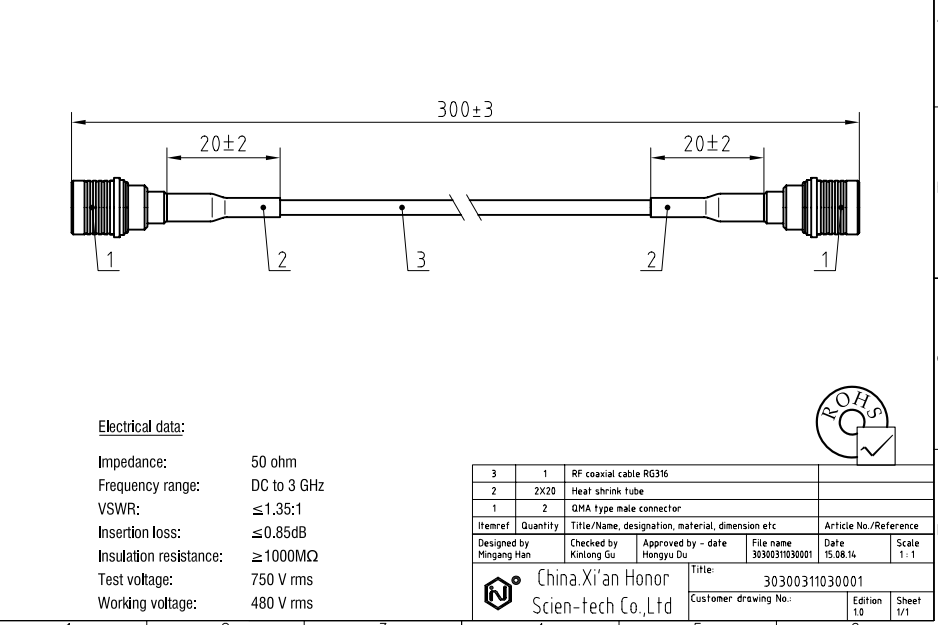 300±3
20±2 20±2
1 2 3 2 1
ROHS
Electrical data:
Impedance: 50 ohm
Frequency range: DC to 3 GHz
VSWR: ≤1.35:1
Insertion loss: ≤0.85dB
Insulation resistance: ≥1000MΩ
Test voltage: 750 V rms
Working voltage: 480 V rms
3 1 RF coaxial cable RG316
2 2X20 Heat shrink tube
1 2 QMA type male connector
Itemref Quantity Title/Name, designation, material, dimension etc Article No./Reference
Designed by Checked by Approved by - date File name Date Scale
Mingang Han Kinlong Gu Hongyu Du 30300311030001 15.08.14 1:1
China.Xi'an Honor
Scien-tech Co.,Ltd
Title:
30300311030001
Customer drawing No.: Edition Sheet
1.0 1/1